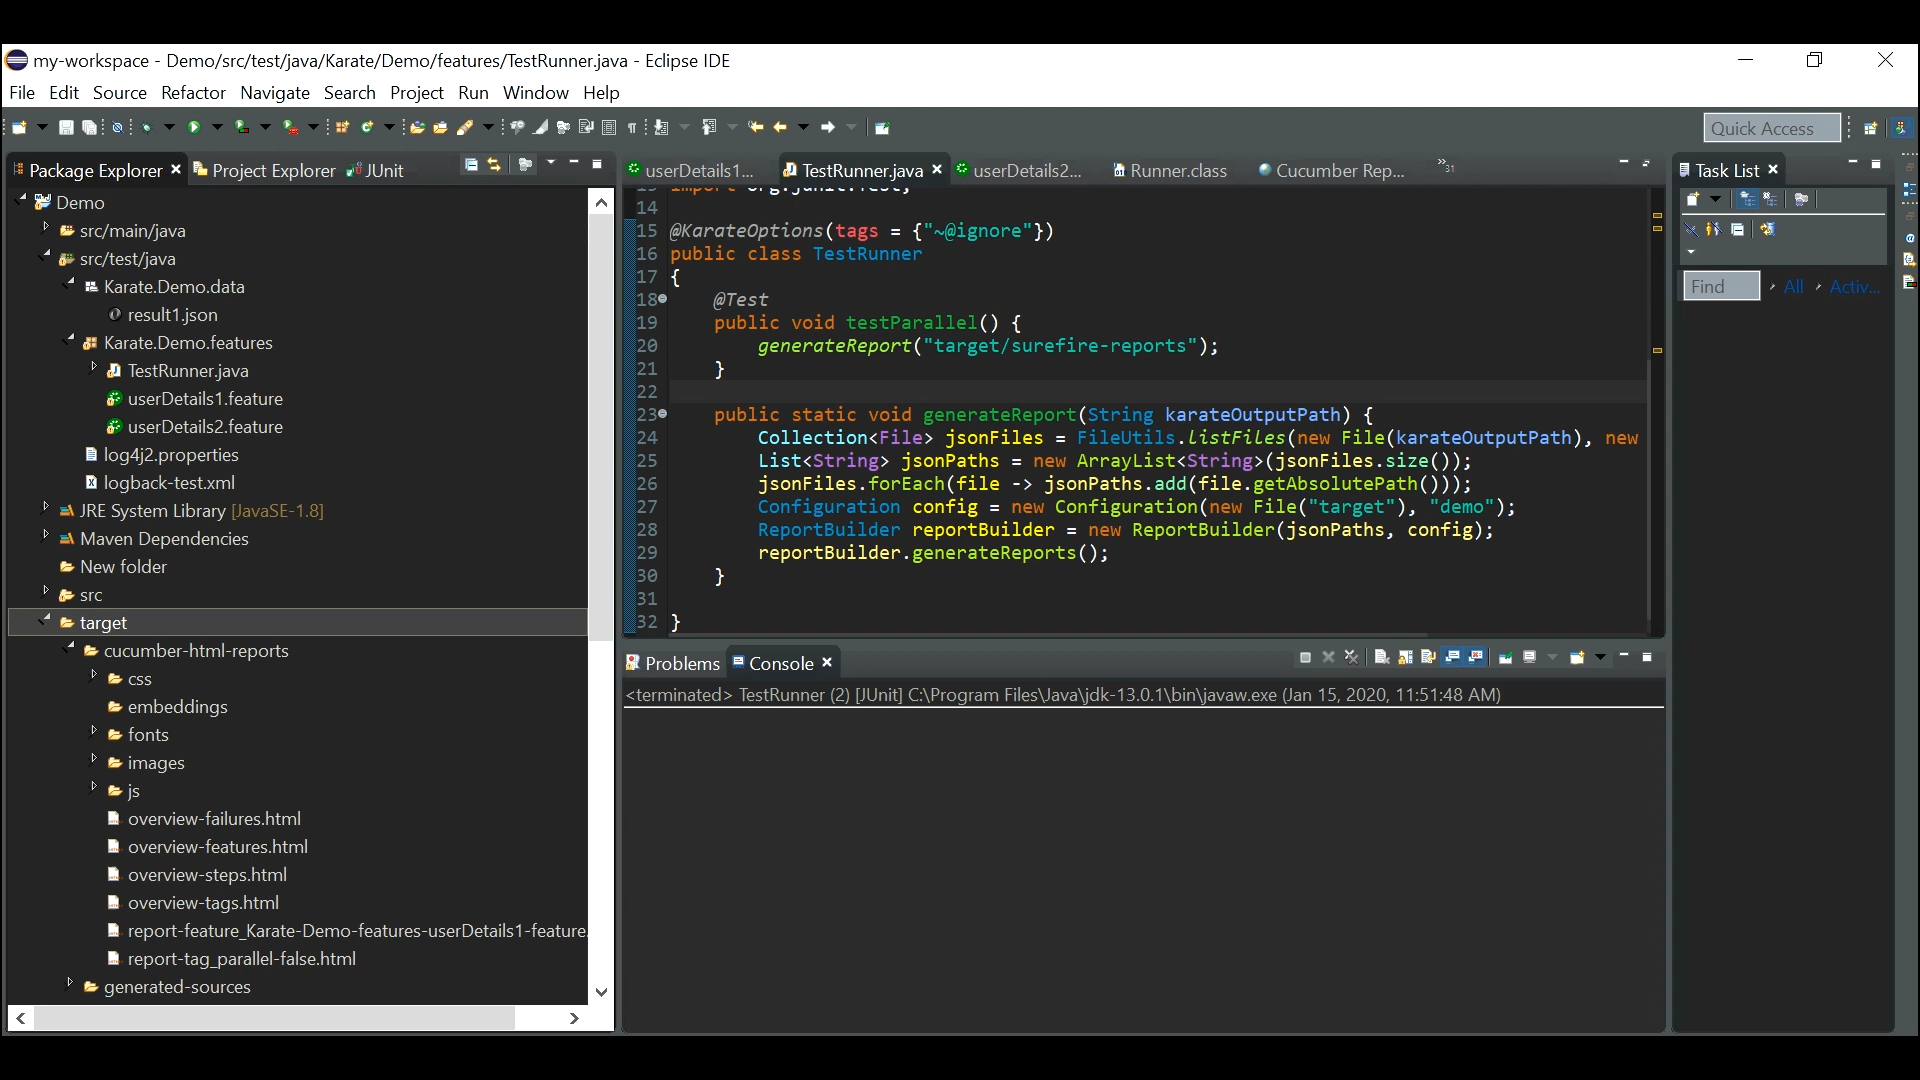 my-workspace - Demo/src/test/java/Karate/Demo/features/TestRunner.java - Eclipse IDE
File Edit Source Refactor Navigate Search Project Run Window Help
Quick Access
Package Explorer Project Explorer JUnit
Demo
src/main/java
src/test/java
Karate.Demo.data
result1.json
Karate.Demo.features
TestRunner.java
userDetails1.feature
userDetails2.feature
log4j2.properties
logback-test.xml
JRE System Library [JavaSE-1.8]
Maven Dependencies
New folder
src
target
cucumber-html-reports
css
embeddings
fonts
images
js
overview-failures.html
overview-features.html
overview-steps.html
overview-tags.html
report-feature_Karate-Demo-features-userDetails1-feature.
report-tag_parallel-false.html
generated-sources
userDetails1... TestRunner.java userDetails2... Runner.class Cucumber Rep... »31
13 import org.junit.Test;
14
15 @KarateOptions(tags = {"~@ignore"})
16 public class TestRunner
17 {
18 @Test
19 public void testParallel() {
20 generateReport("target/surefire-reports");
21 }
22
23 public static void generateReport(String karateOutputPath) {
24 Collection<File> jsonFiles = FileUtils.listFiles(new File(karateOutputPath), new
25 List<String> jsonPaths = new ArrayList<String>(jsonFiles.size());
26 jsonFiles.forEach(file -> jsonPaths.add(file.getAbsolutePath()));
27 Configuration config = new Configuration(new File("target"), "demo");
28 ReportBuilder reportBuilder = new ReportBuilder(jsonPaths, config);
29 reportBuilder.generateReports();
30 }
31
32 }
Problems Console
<terminated> TestRunner (2) [JUnit] C:\Program Files\Java\jdk-13.0.1\bin\javaw.exe (Jan 15, 2020, 11:51:48 AM)
Task List
Find All Activ...